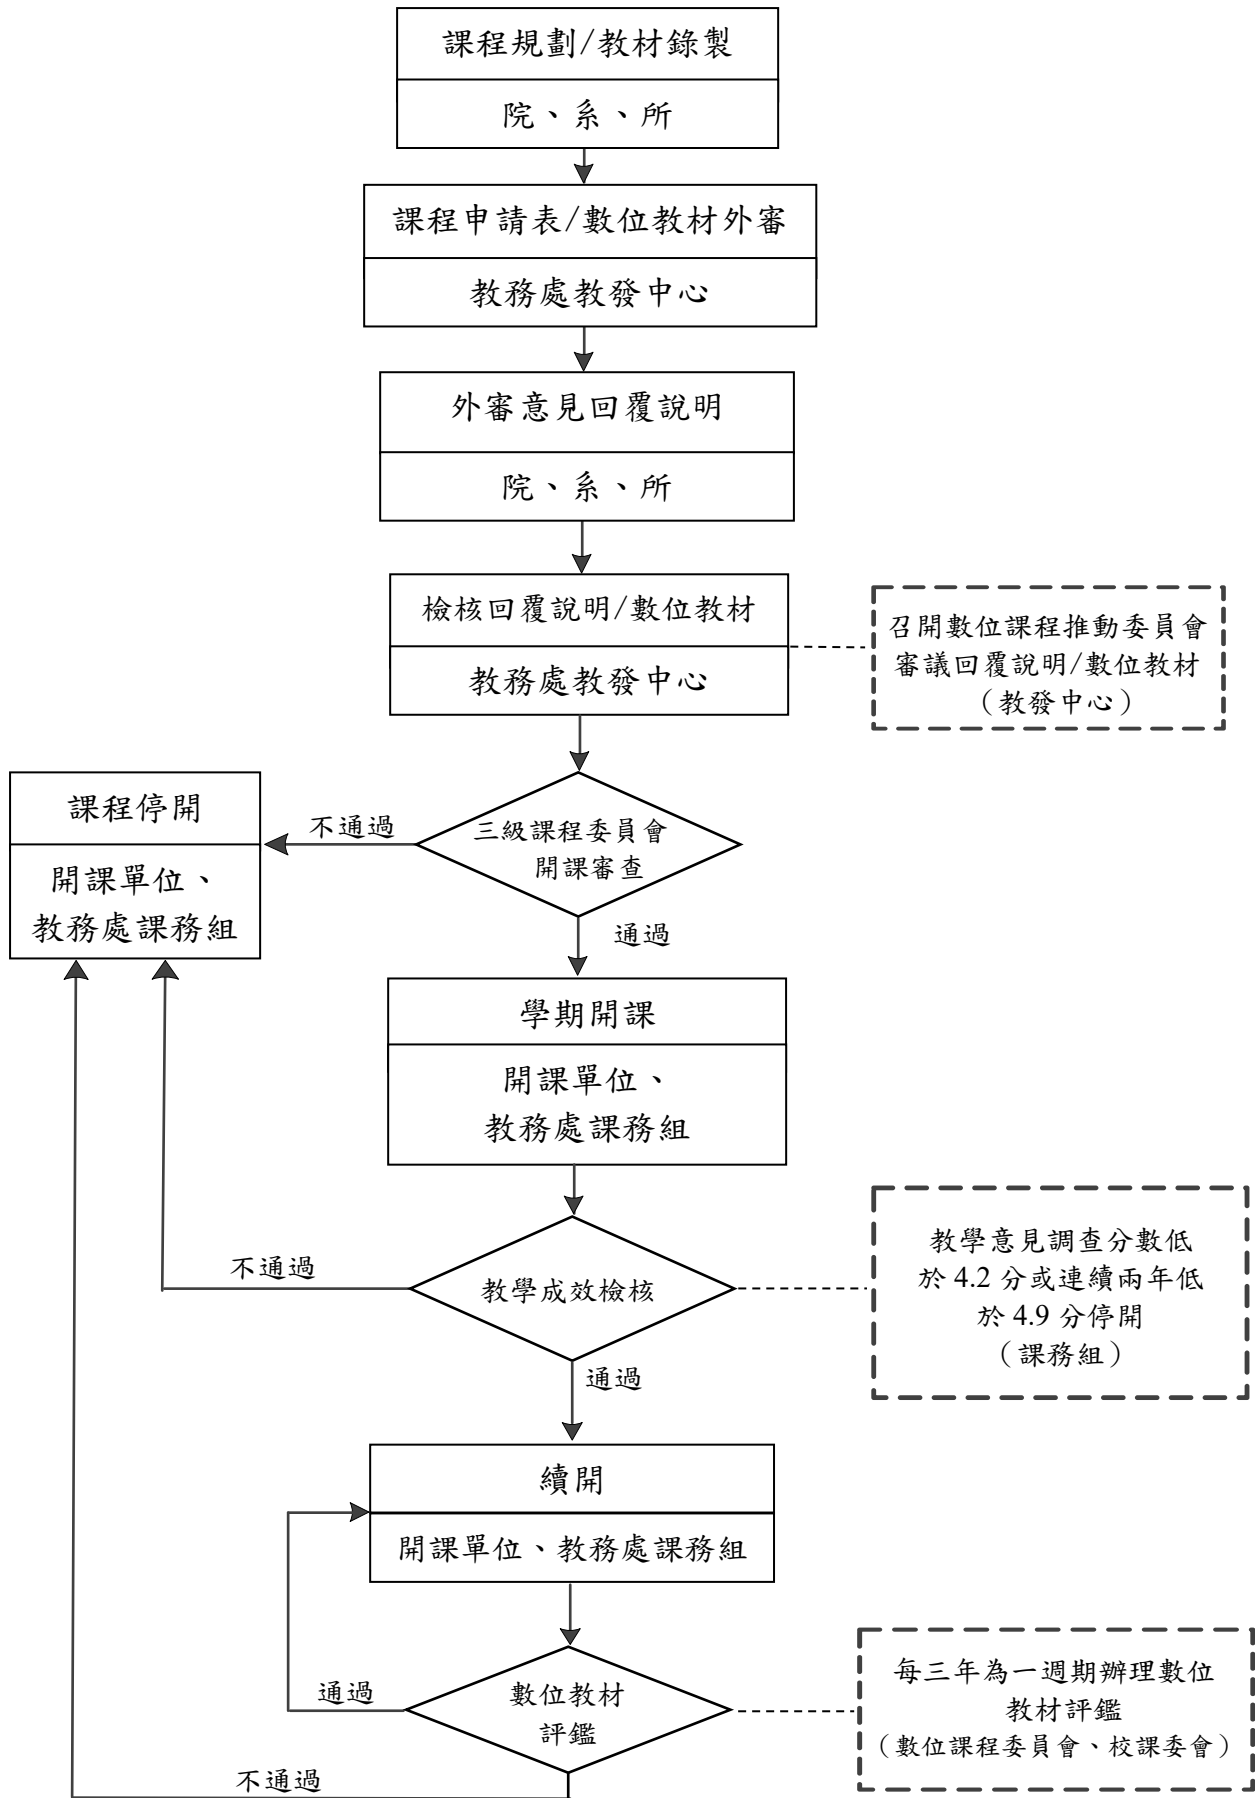 課程規劃/教材錄製
院、系、所
課程申請表/數位教材外審
教務處教發中心
外審意見回覆說明
院、系、所
檢核回覆說明/數位教材
教務處教發中心
召開數位課程推動委員會
審議回覆說明/數位教材
（教發中心）
課程停開
開課單位、
教務處課務組
不通過
三級課程委員會
開課審查
通過
學期開課
開課單位、
教務處課務組
不通過
教學成效檢核
教學意見調查分數低
於 4.2 分或連續兩年低
於 4.9 分停開
（課務組）
通過
續開
開課單位、教務處課務組
通過
數位教材
評鑑
每三年為一週期辦理數位
教材評鑑
（數位課程委員會、校課委會）
不通過